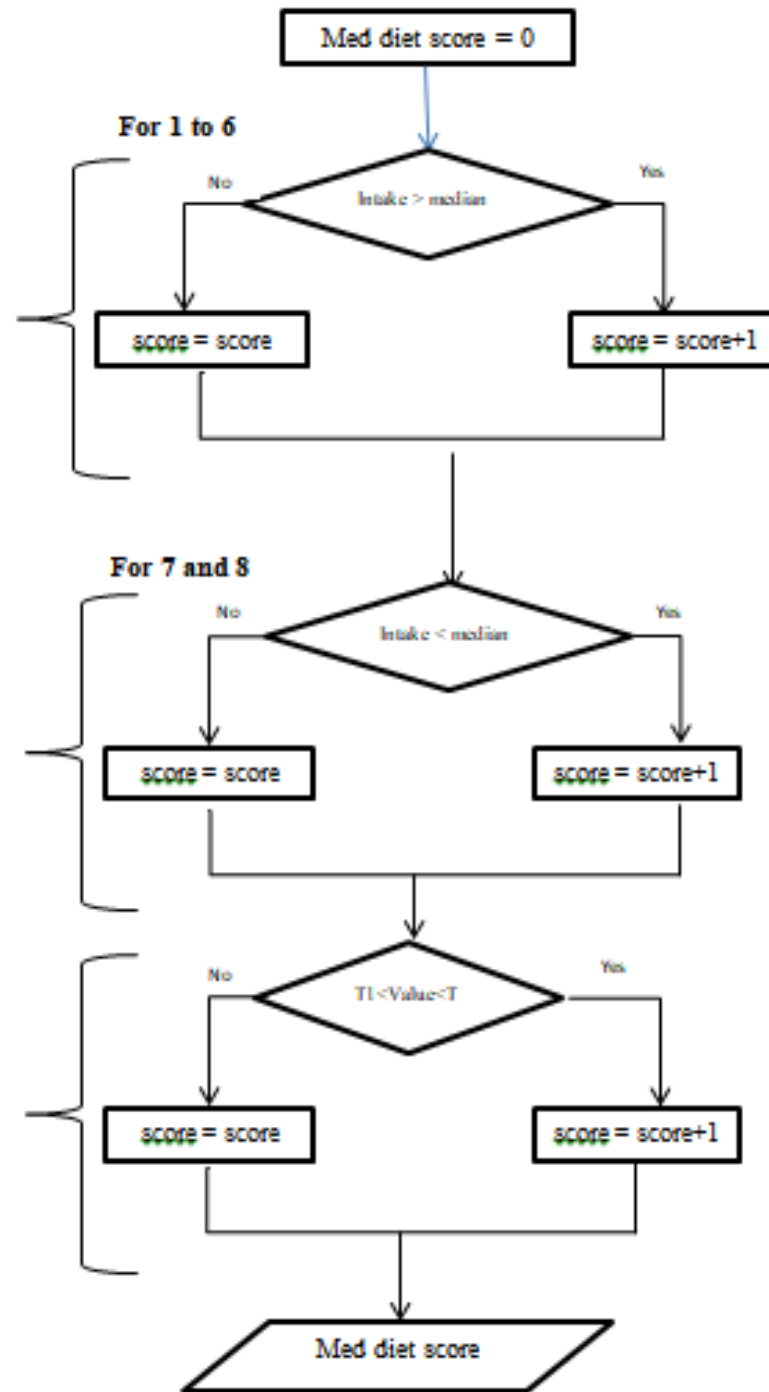 Med diet score = 0
For 1 to 6
No
Yes
Intake > median
score = score
score = score+1
For 7 and 8
No
Yes
Intake < median
score = score
score = score+1
No
Yes
T1<Value<T
score = score
score = score+1
Med diet score